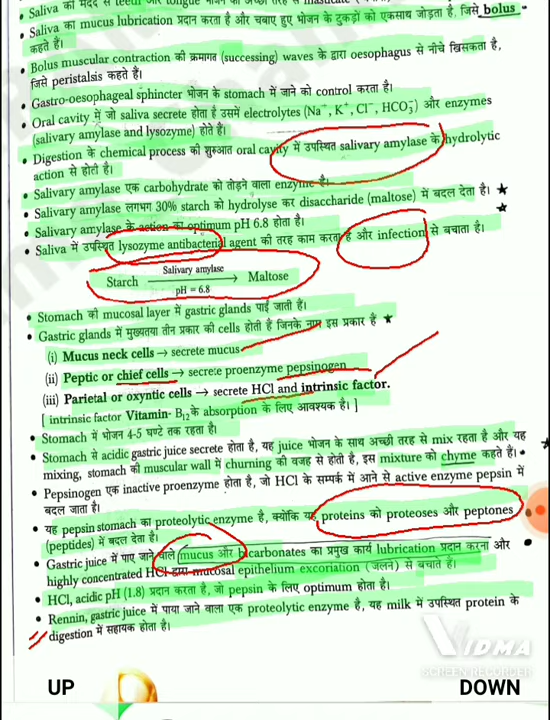 • Saliva की मदद से teeth और tongue भोजन को अच्छी तरह से masticate
• Saliva का mucus lubrication प्रदान करता है और चबाए हुए भोजन के टुकड़ों को एकसाथ जोड़ता है, जिसे bolus
कहते हैं।
• Bolus muscular contraction की क्रमागत (successing) waves के द्वारा oesophagus से नीचे खिसकता है,
जिसे peristalsis कहते है।
• Gastro-oesophageal sphincter भोजन के stomach में जाने को control करता है।
• Oral cavity में जो saliva secrete होता है उसमें electrolytes (Na⁺, K⁺, Cl⁻, HCO₃⁻) और enzymes
(salivary amylase and lysozyme) होते हैं।
• Digestion के chemical process की शुरुआत oral cavity में उपस्थित salivary amylase के hydrolytic
action से होती है।
• Salivary amylase एक carbohydrate को तोड़ने वाला enzyme है।
• Salivary amylase लगभग 30% starch को hydrolyse कर disaccharide (maltose) में बदल देता है। ★
• Salivary amylase के action का optimum pH 6.8 होता है। ★
• Saliva में उपस्थित lysozyme antibacterial agent की तरह काम करता है और infection से बचाता है।
Salivary amylase
Starch → Maltose
pH = 6.8
• Stomach की mucosal layer में gastric glands पाई जाती है।
• Gastric glands में मुख्यतया तीन प्रकार की cells होती है जिनके नाम इस प्रकार है ★
(i) Mucus neck cells → secrete mucus
(ii) Peptic or chief cells → secrete proenzyme pepsinogen
(iii) Parietal or oxyntic cells → secrete HCl and intrinsic factor.
[ intrinsic factor Vitamin- B₁₂ के absorption के लिए आवश्यक है। ]
• Stomach में भोजन 4-5 घण्टे तक रहता है।
• Stomach से acidic gastric juice secrete होता है, यह juice भोजन के साथ अच्छी तरह से mix रहता है और यह ★
mixing, stomach की muscular wall में churning की वजह से होती है, इस mixture को chyme कहते हैं।
• Pepsinogen एक inactive proenzyme होता है, जो HCl के सम्पर्क में आने से active enzyme pepsin में
बदल जाता है।
• यह pepsin stomach का proteolytic enzyme है, क्योंकि यह proteins को proteoses और peptones
(peptides) में बदल देता है।
• Gastric juice में पाए जाने वाले mucus और bicarbonates का प्रमुख कार्य lubrication प्रदान करना और
highly concentrated HCl द्वारा mucosal epithelium excoriation (जलन) से बचाते है।
• HCl, acidic pH (1.8) प्रदान करता है, जो pepsin के लिए optimum होता है।
• Rennin, gastric juice में पाया जाने वाला एक proteolytic enzyme है, यह milk में उपस्थित protein के
digestion में सहायक होता है।
VIDMA
SCREEN RECORDER
UP DOWN